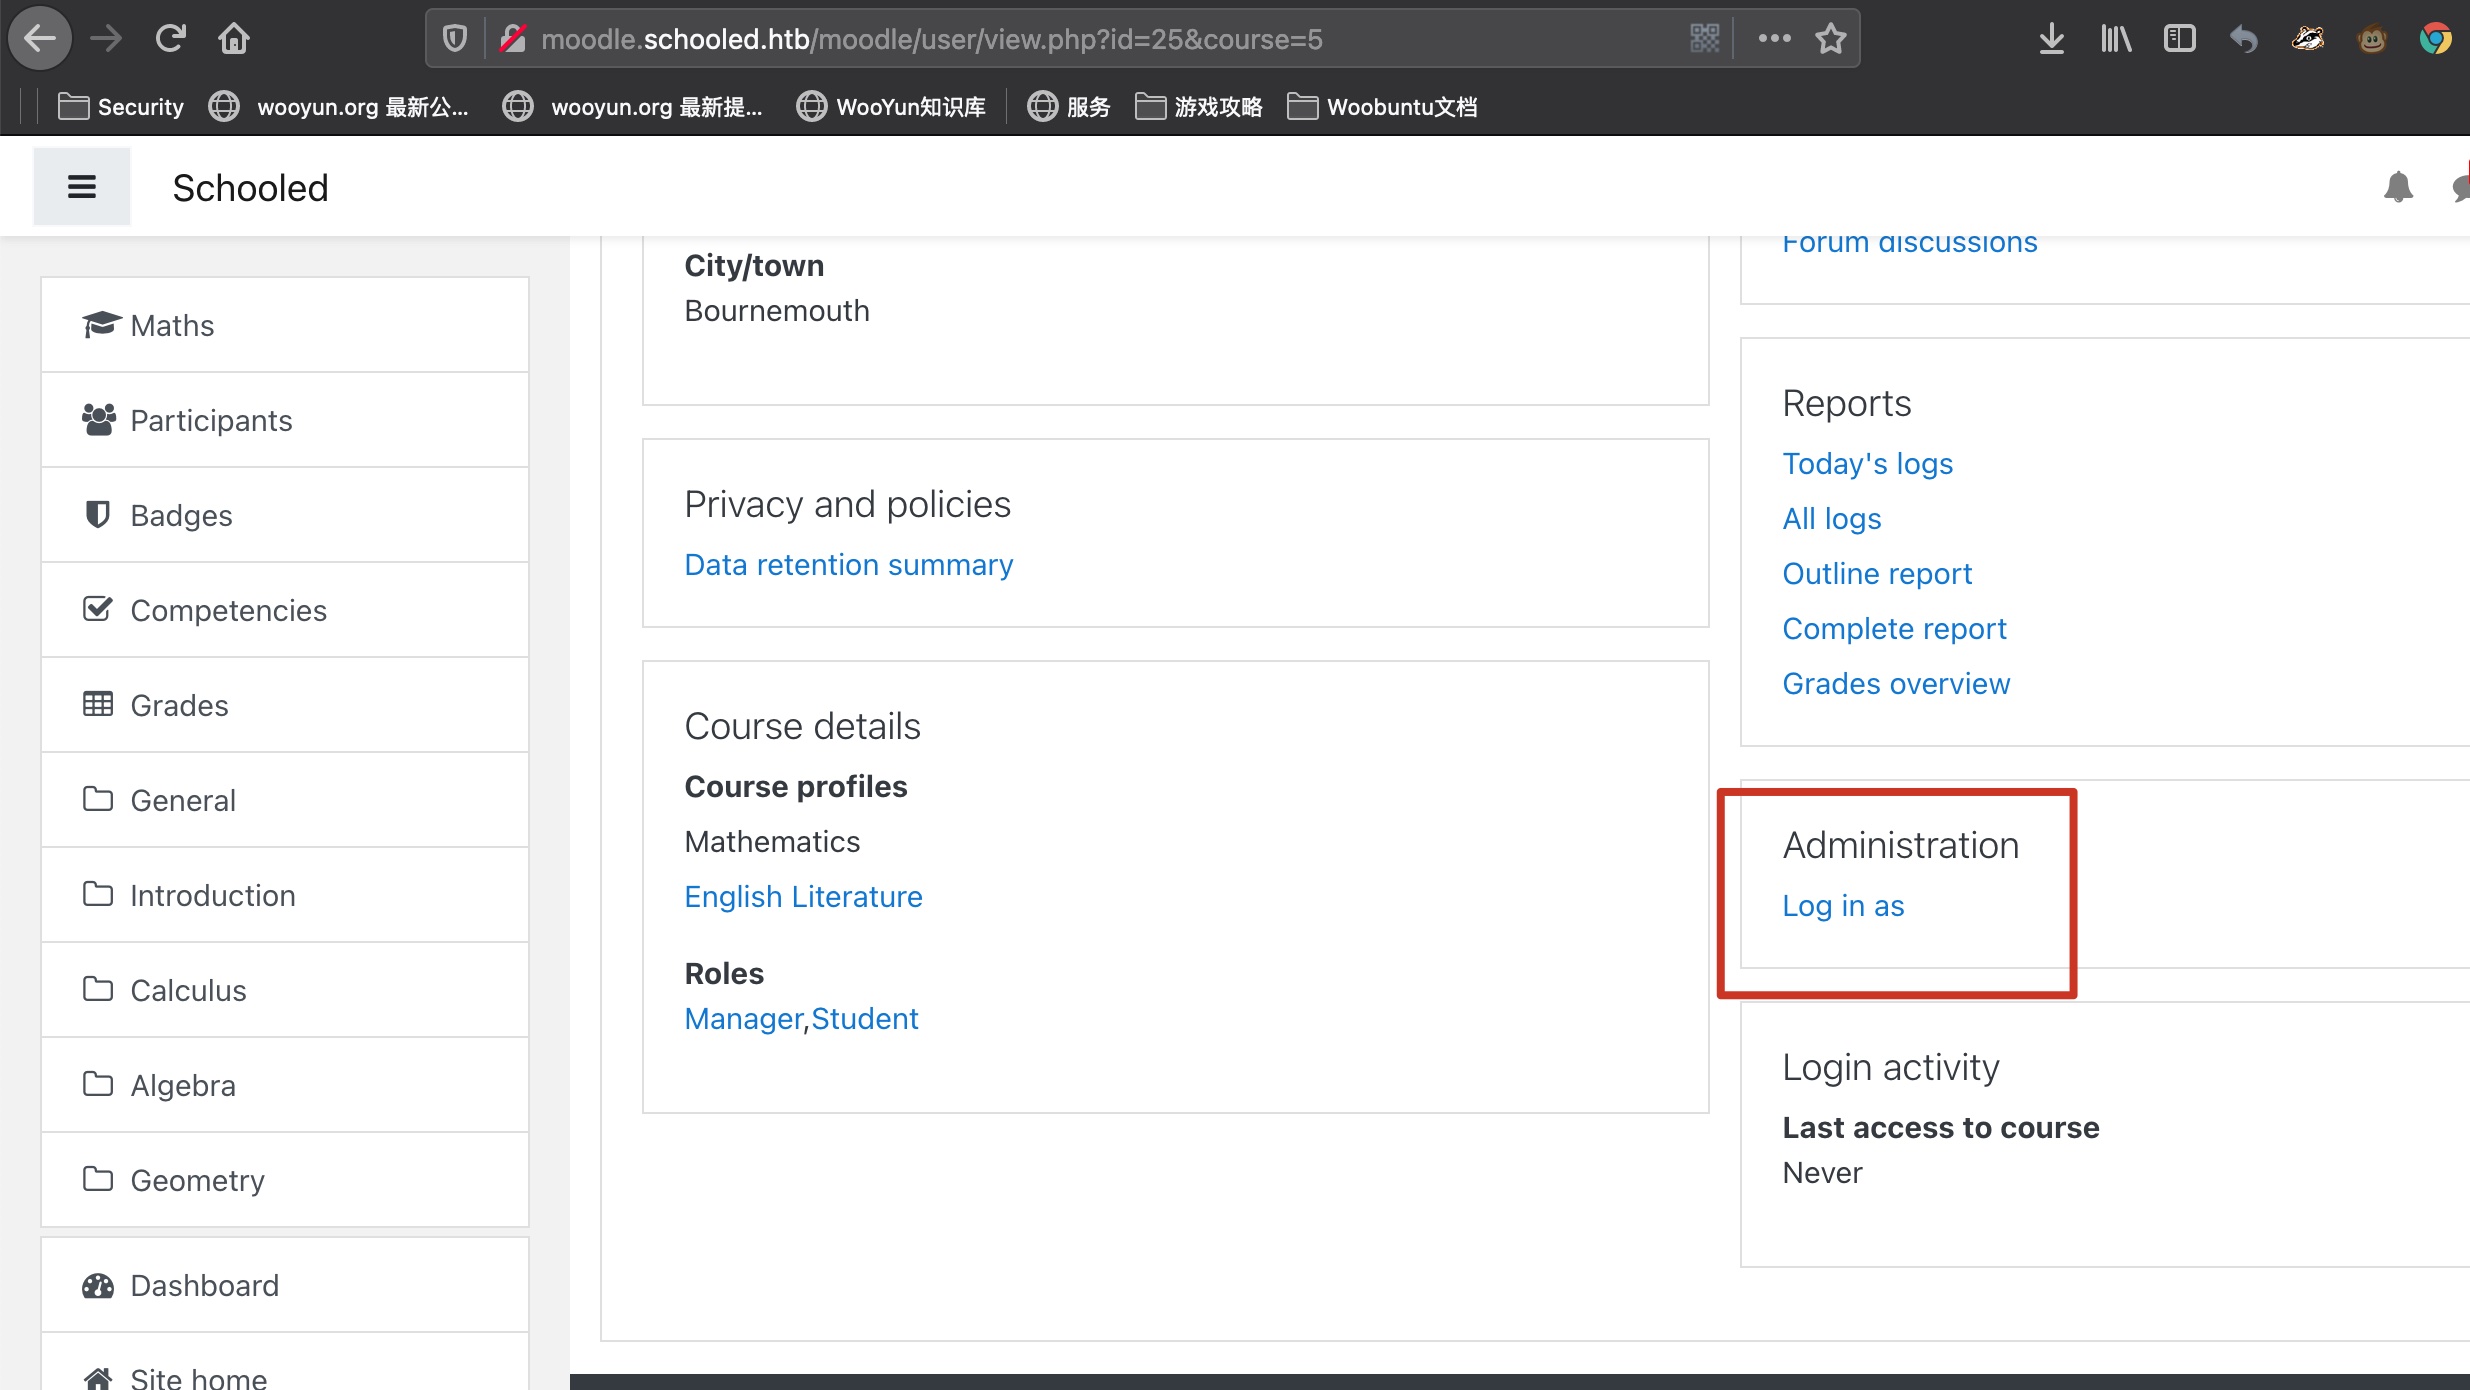 moodle.schooled.htb/moodle/user/view.php?id=25&course=5
Security
wooyun.org 最新公...
wooyun.org 最新提...
WooYun知识库
服务
游戏攻略
Woobuntu文档
Schooled
Maths
Participants
Badges
Competencies
Grades
General
Introduction
Calculus
Algebra
Geometry
Dashboard
Site home
City/town
Bournemouth
Privacy and policies
Data retention summary
Course details
Course profiles
Mathematics
English Literature
Roles
Manager,Student
Forum discussions
Reports
Today's logs
All logs
Outline report
Complete report
Grades overview
Administration
Log in as
Login activity
Last access to course
Never